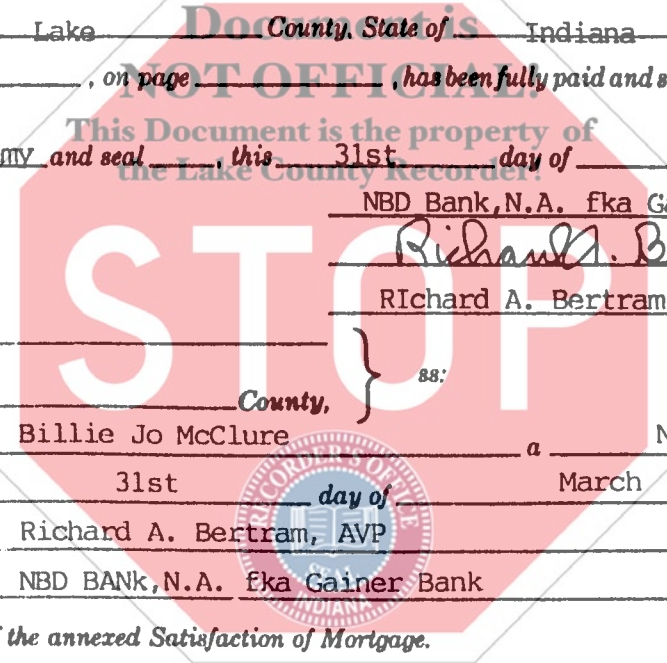 Document is
Lake County, State of Indiana
NOT OFFICIAL!
, on page , has been fully paid and s
This Document is the property of
my and seal , this 31st day of
the Lake County Recorder!
NBD Bank,N.A. fka Ga
Richard A. B
RIchard A. Bertram
STOP
ss:
County,
Billie Jo McClure a N
31st day of March
Richard A. Bertram, AVP
NBD BANk,N.A. fka Gainer Bank
RECORDER'S OFFICE
SEAL
INDIANA
f the annexed Satisfaction of Mortgage.